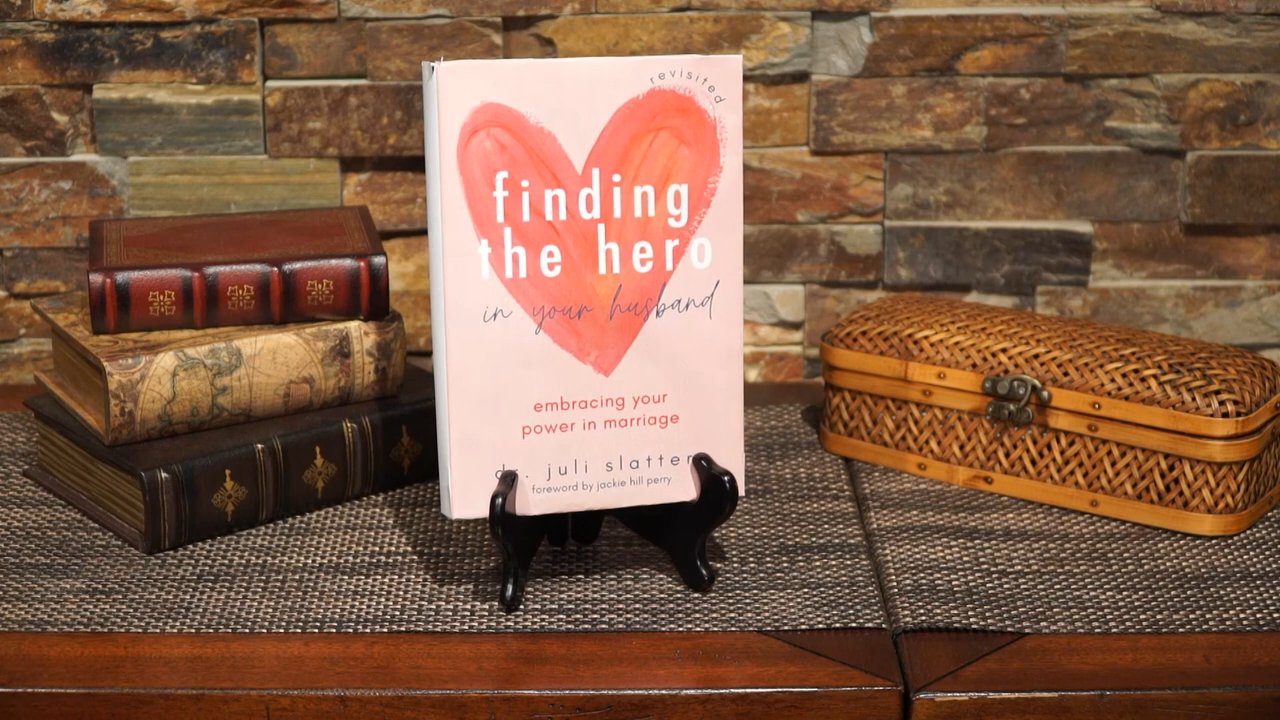 revisited
finding
the hero
in your husband
embracing your
power in marriage
dr. juli slatter
foreword by jackie hill perry